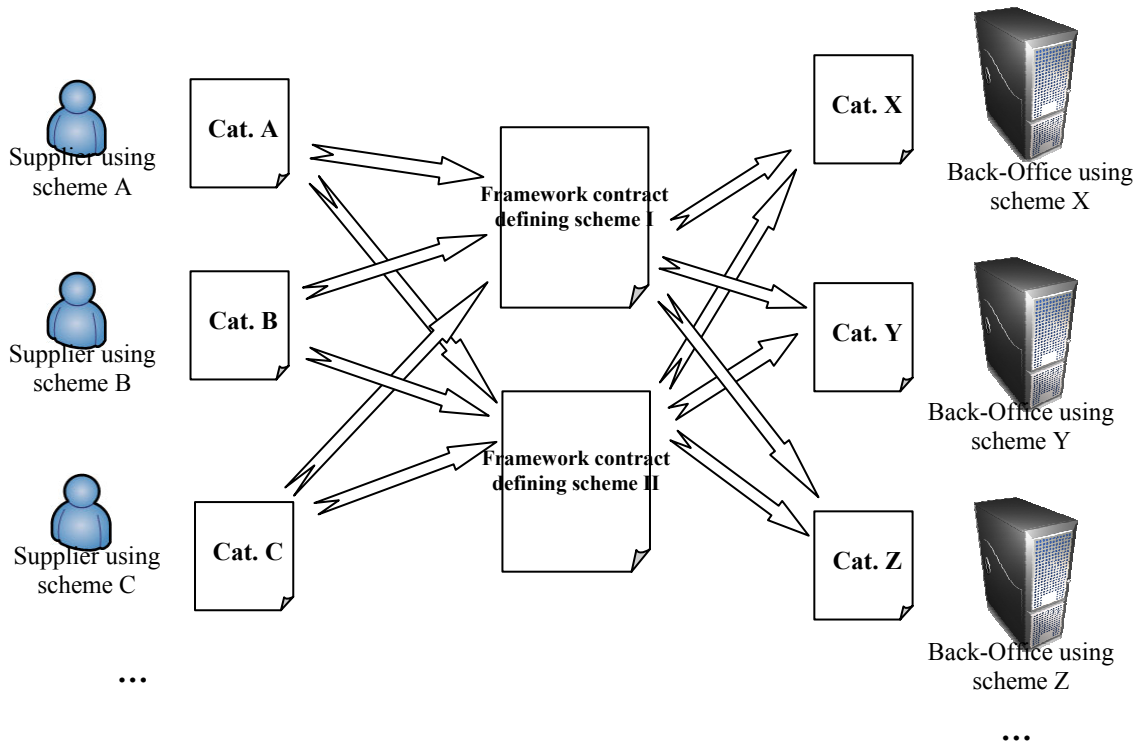 Cat. A
Supplier using
scheme A
Cat. B
Supplier using
scheme B
Cat. C
Supplier using
scheme C
...
Framework contract
defining scheme I
Framework contract
defining scheme II
Cat. X
Back-Office using
scheme X
Cat. Y
Back-Office using
scheme Y
Cat. Z
Back-Office using
scheme Z
...